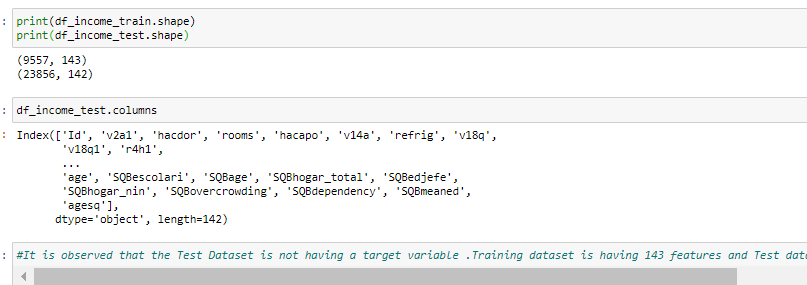 : print(df_income_train.shape)
print(df_income_test.shape)
(9557, 143)
(23856, 142)
: df_income_test.columns
: Index(['Id', 'v2a1', 'hacdor', 'rooms', 'hacapo', 'v14a', 'refrig', 'v18q',
'v18q1', 'r4h1',
...
'age', 'SQBescolari', 'SQBage', 'SQBhogar_total', 'SQBedjefe',
'SQBhogar_nin', 'SQBovercrowding', 'SQBdependency', 'SQBmeaned',
'agesq'],
dtype='object', length=142)
: #It is observed that the Test Dataset is not having a target variable .Training dataset is having 143 features and Test